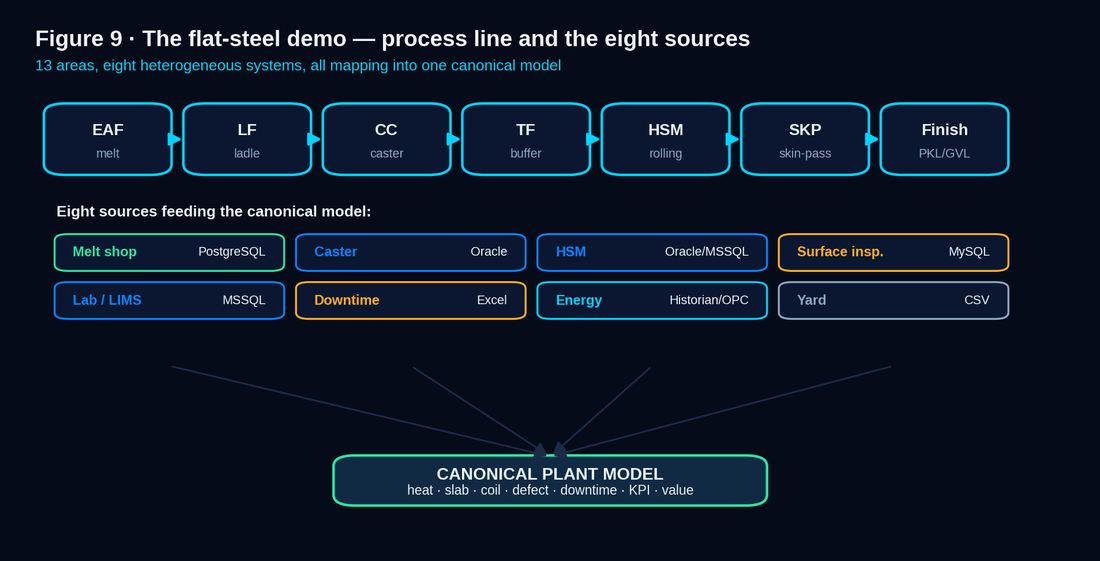 Figure 9 · The flat-steel demo — process line and the eight sources
13 areas, eight heterogeneous systems, all mapping into one canonical model
EAF
melt
LF
ladle
CC
caster
TF
buffer
HSM
rolling
SKP
skin-pass
Finish
PKL/GVL
Eight sources feeding the canonical model:
Melt shop PostgreSQL
Caster Oracle
HSM Oracle/MSSQL
Surface insp. MySQL
Lab / LIMS MSSQL
Downtime Excel
Energy Historian/OPC
Yard CSV
CANONICAL PLANT MODEL
heat · slab · coil · defect · downtime · KPI · value